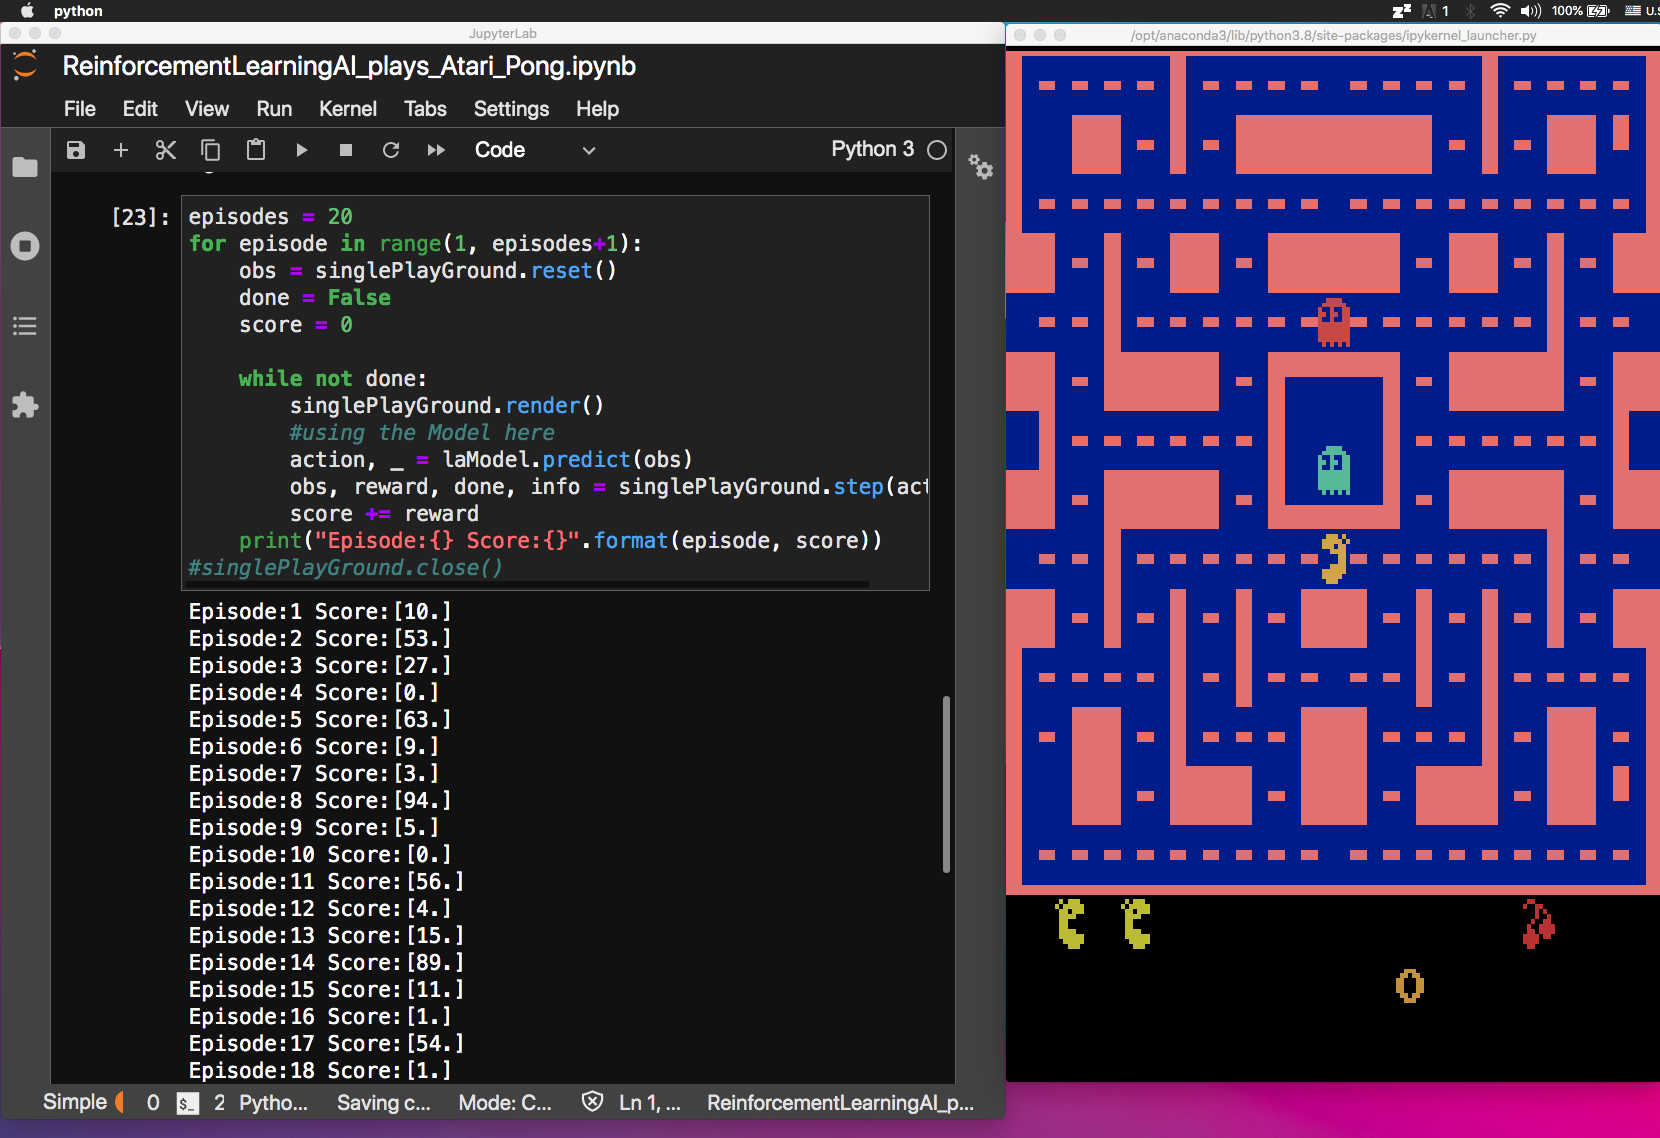 python
1
100%
U.S
JupyterLab
/opt/anaconda3/lib/python3.8/site-packages/ipykernel_launcher.py
ReinforcementLearningAI_plays_Atari_Pong.ipynb
File Edit View Run Kernel Tabs Settings Help
Code
Python 3
[23]:
episodes = 20
for episode in range(1, episodes+1):
    obs = singlePlayGround.reset()
    done = False
    score = 0
    while not done:
        singlePlayGround.render()
        #using the Model here
        action, _ = laModel.predict(obs)
        obs, reward, done, info = singlePlayGround.step(act
        score += reward
    print("Episode:{} Score:{}".format(episode, score))
#singlePlayGround.close()
Episode:1 Score:[10.]
Episode:2 Score:[53.]
Episode:3 Score:[27.]
Episode:4 Score:[0.]
Episode:5 Score:[63.]
Episode:6 Score:[9.]
Episode:7 Score:[3.]
Episode:8 Score:[94.]
Episode:9 Score:[5.]
Episode:10 Score:[0.]
Episode:11 Score:[56.]
Episode:12 Score:[4.]
Episode:13 Score:[15.]
Episode:14 Score:[89.]
Episode:15 Score:[11.]
Episode:16 Score:[1.]
Episode:17 Score:[54.]
Episode:18 Score:[1.]
0
Simple 0 $_ 2 Pytho... Saving c... Mode: C... Ln 1, ... ReinforcementLearningAI_p...